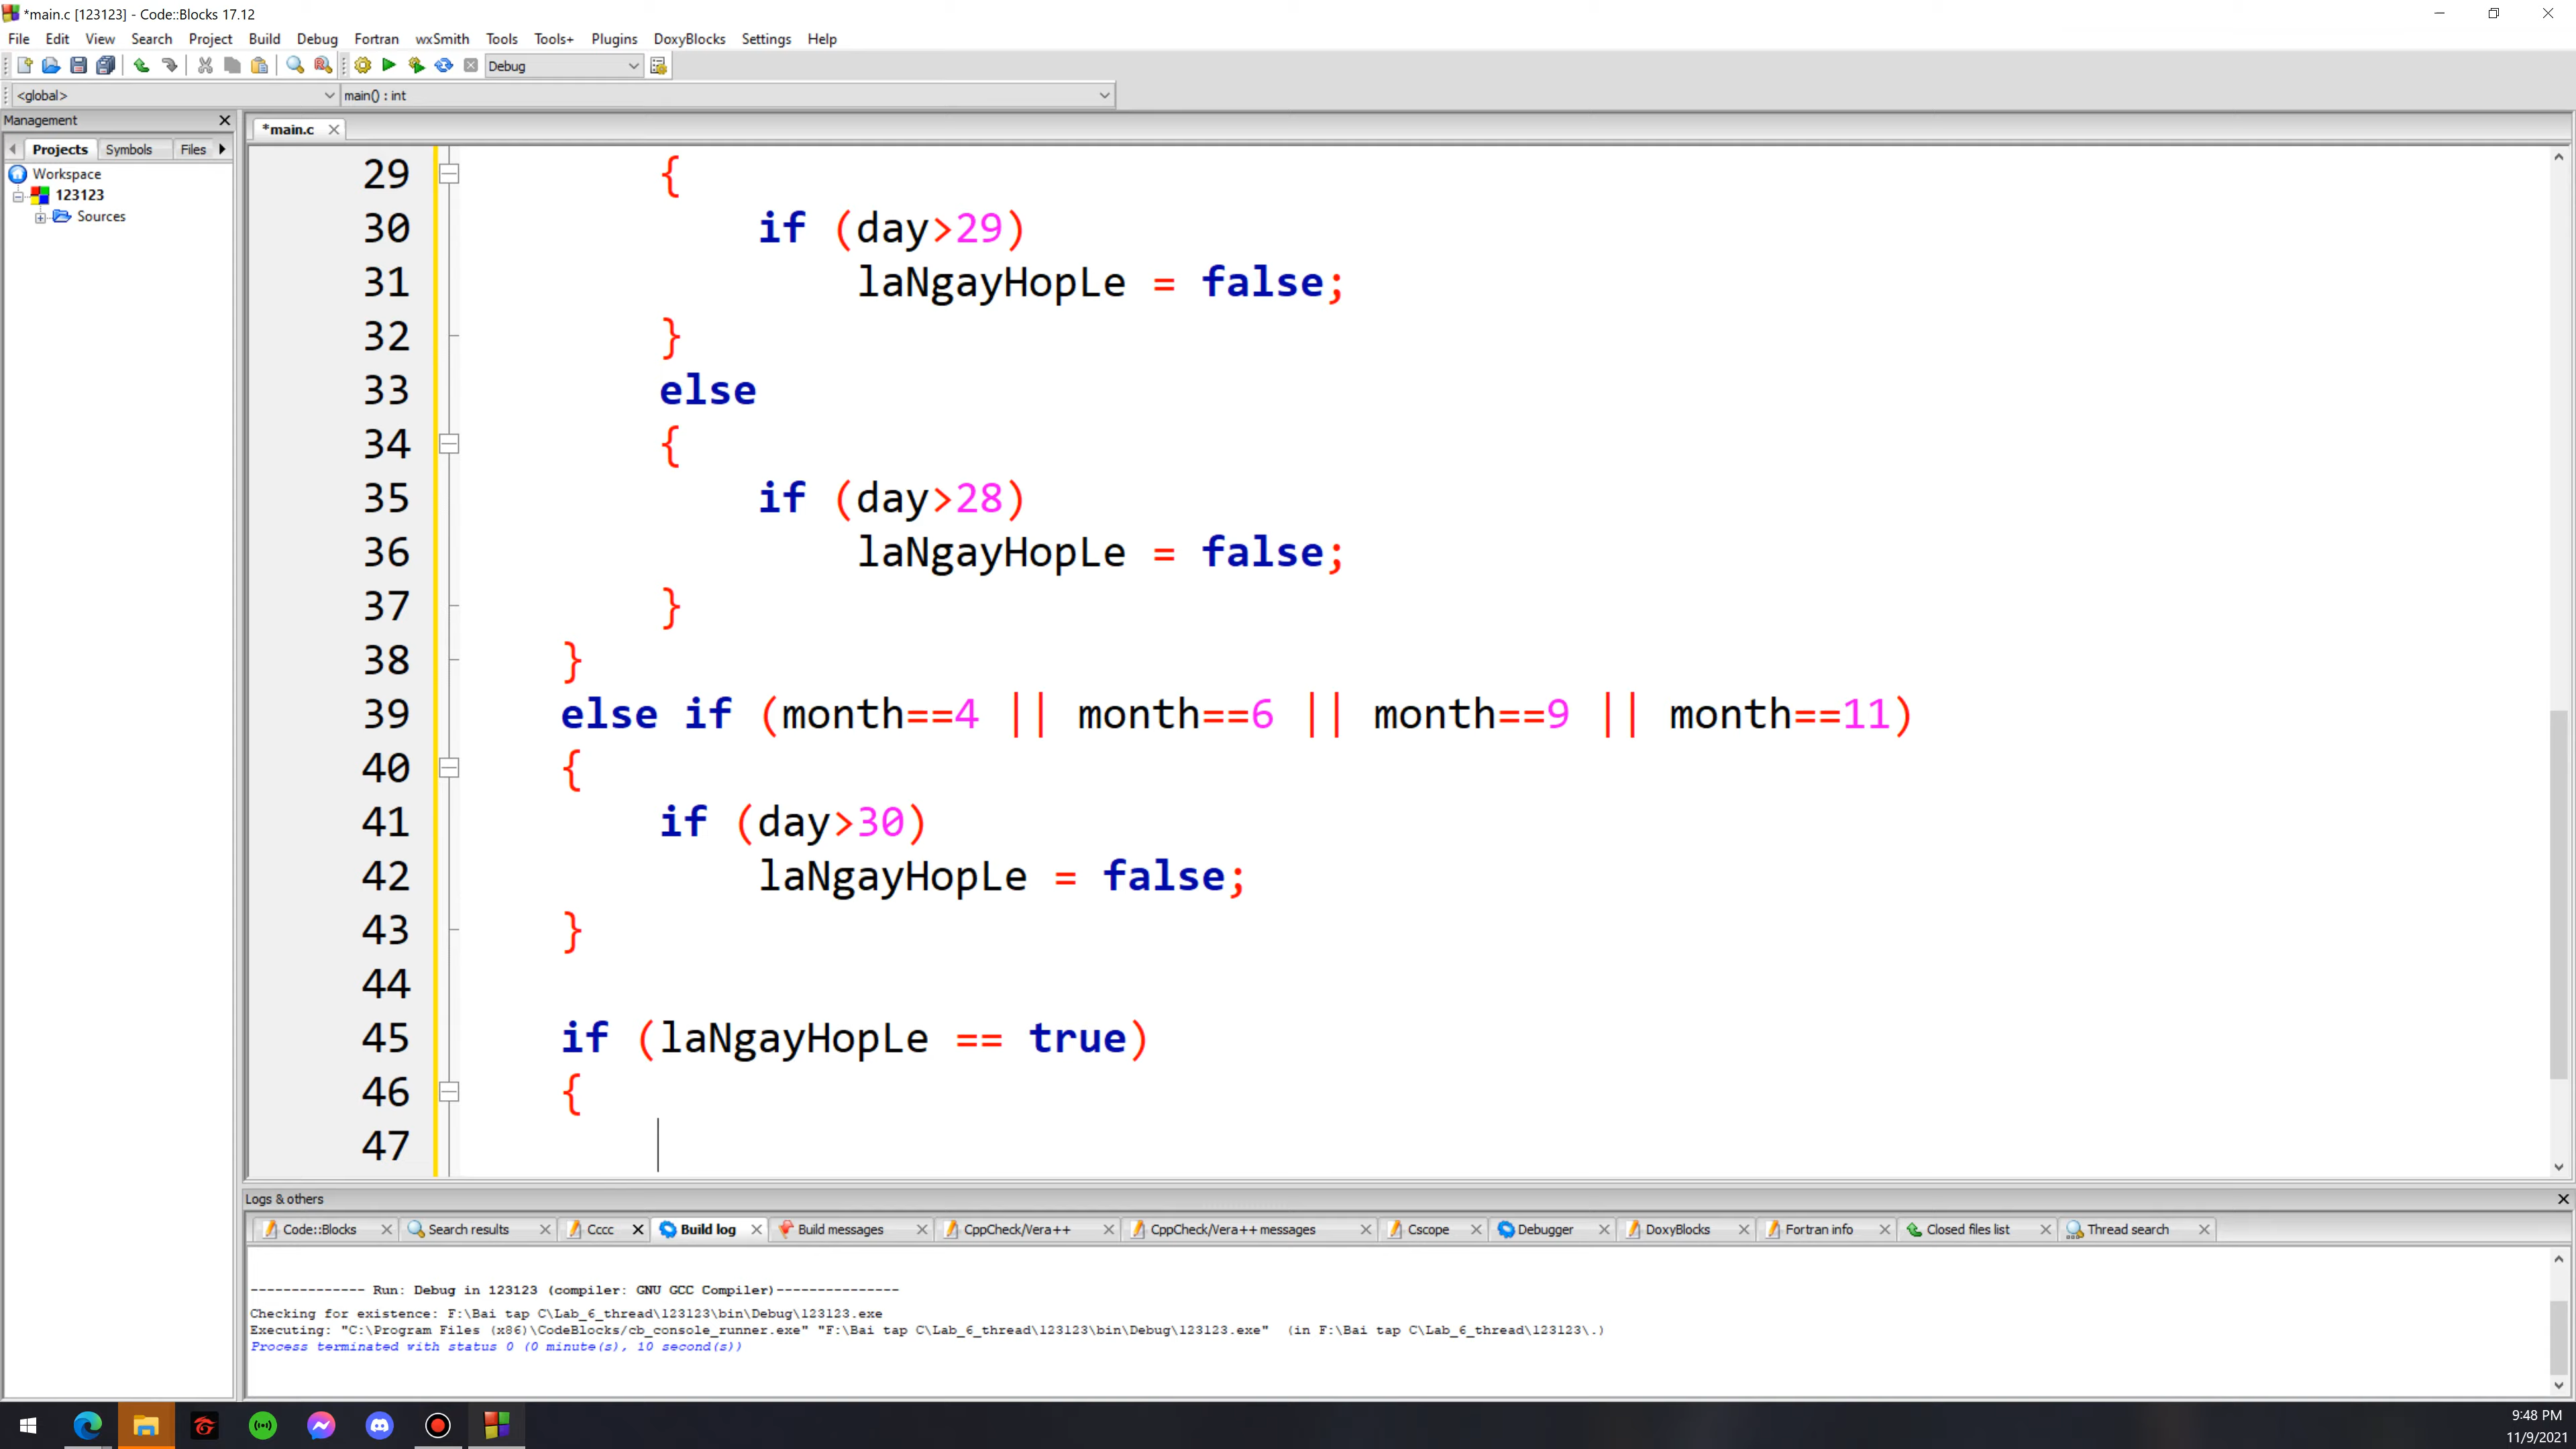 *main.c [123123] - Code::Blocks 17.12
File Edit View Search Project Build Debug Fortran wxSmith Tools Tools+ Plugins DoxyBlocks Settings Help
Debug
<global> main() : int
Management
*main.c
Projects Symbols Files
Workspace
123123
Sources
29 {
30 if (day>29)
31 laNgayHopLe = false;
32 }
33 else
34 {
35 if (day>28)
36 laNgayHopLe = false;
37 }
38 }
39 else if (month==4 || month==6 || month==9 || month==11)
40 {
41 if (day>30)
42 laNgayHopLe = false;
43 }
44
45 if (laNgayHopLe == true)
46 {
47
Logs & others
Code::Blocks Search results Cccc Build log Build messages CppCheck/Vera++ CppCheck/Vera++ messages Cscope Debugger DoxyBlocks Fortran info Closed files list Thread search
-------------- Run: Debug in 123123 (compiler: GNU GCC Compiler)---------------
Checking for existence: F:\Bai tap C\Lab_6_thread\123123\bin\Debug\123123.exe
Executing: "C:\Program Files (x86)\CodeBlocks/cb_console_runner.exe" "F:\Bai tap C\Lab_6_thread\123123\bin\Debug\123123.exe"  (in F:\Bai tap C\Lab_6_thread\123123\.)
Process terminated with status 0 (0 minute(s), 10 second(s))
9:48 PM
11/9/2021